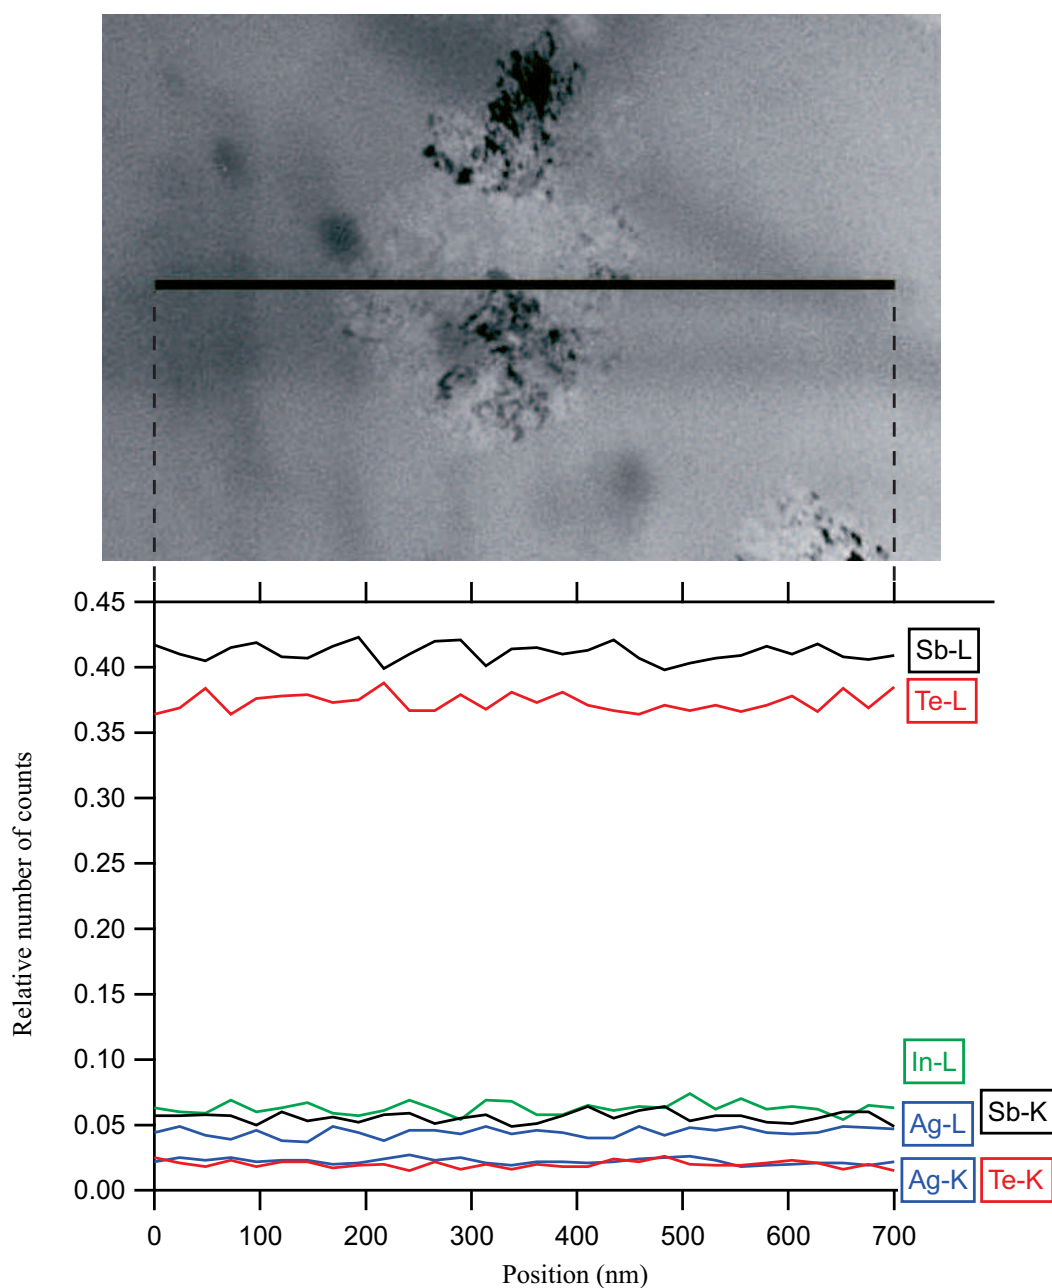 0.45
0.40
0.35
0.30
0.25
0.20
0.15
0.10
0.05
0.00
Relative number of counts
Sb-L
Te-L
In-L
Ag-L
Sb-K
Ag-K
Te-K
0 100 200 300 400 500 600 700
Position (nm)